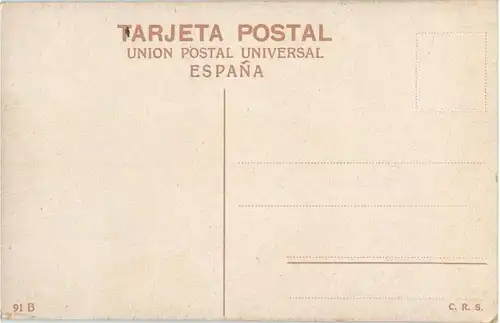 TARJETA POSTAL
UNION POSTAL UNIVERSAL
ESPAÑA
91 B
C. R. S.